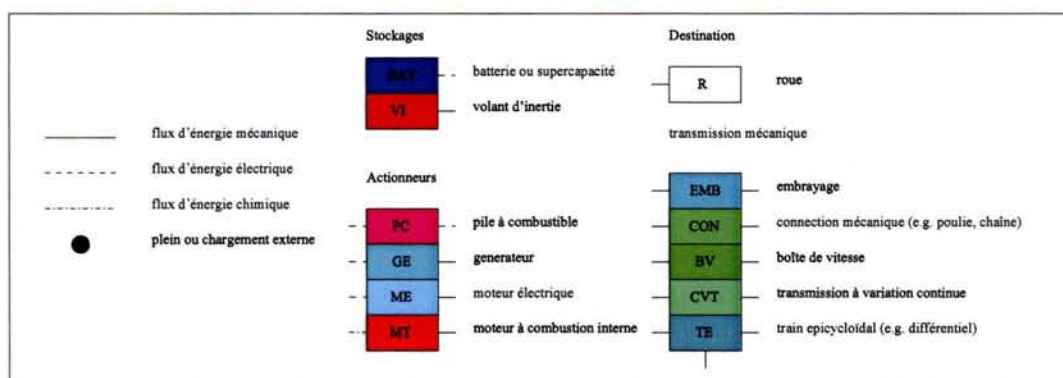 flux d'énergie mécanique
flux d'énergie électrique
flux d'énergie chimique
plein ou chargement externe
Stockages
BAT batterie ou supercapacité
VI volant d'inertie
Actionneurs
PC pile à combustible
GE generateur
ME moteur électrique
MT moteur à combustion interne
Destination
R roue
transmission mécanique
EMB embrayage
CON connection mécanique (e.g. poulie, chaîne)
BV boîte de vitesse
CVT transmission à variation continue
TE train epicycloïdal (e.g. différentiel)